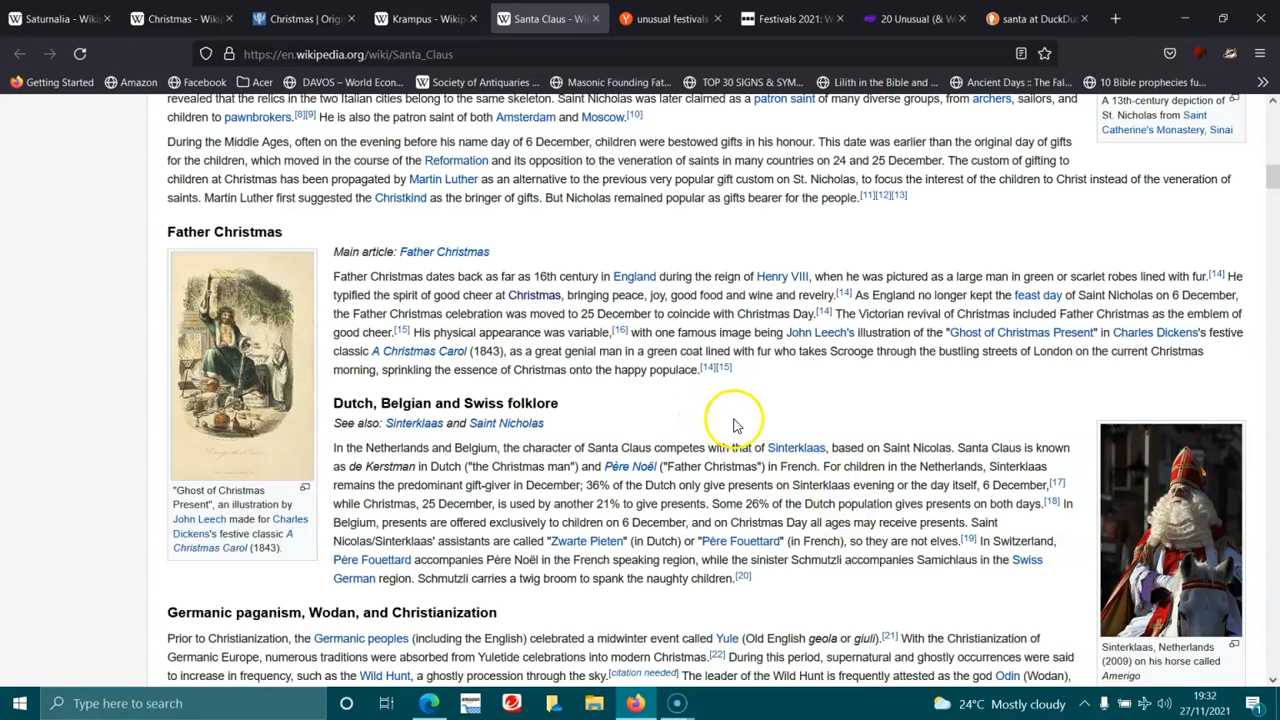 Saturnalia - Wiki
Christmas - Wiki
Christmas | Origi
Krampus - Wikipe
Santa Claus - Wi
unusual festivals
Festivals 2021: W
20 Unusual (& W
santa at DuckDu
https://en.wikipedia.org/wiki/Santa_Claus
Getting Started Amazon Facebook Acer DAVOS – World Econ... Society of Antiquaries ... Masonic Founding Fat... TOP 30 SIGNS & SYM... Lilith in the Bible and ... Ancient Days :: The Fal... 10 Bible prophecies fu...
revealed that the relics in the two Italian cities belong to the same skeleton. Saint Nicholas was later claimed as a patron saint of many diverse groups, from archers, sailors, and
children to pawnbrokers.[8][9] He is also the patron saint of both Amsterdam and Moscow.[10]
A 13th-century depiction of
St. Nicholas from Saint
Catherine's Monastery, Sinai
During the Middle Ages, often on the evening before his name day of 6 December, children were bestowed gifts in his honour. This date was earlier than the original day of gifts
for the children, which moved in the course of the Reformation and its opposition to the veneration of saints in many countries on 24 and 25 December. The custom of gifting to
children at Christmas has been propagated by Martin Luther as an alternative to the previous very popular gift custom on St. Nicholas, to focus the interest of the children to Christ instead of the veneration of
saints. Martin Luther first suggested the Christkind as the bringer of gifts. But Nicholas remained popular as gifts bearer for the people.[11][12][13]
Father Christmas
Main article: Father Christmas
Father Christmas dates back as far as 16th century in England during the reign of Henry VIII, when he was pictured as a large man in green or scarlet robes lined with fur.[14] He
typified the spirit of good cheer at Christmas, bringing peace, joy, good food and wine and revelry.[14] As England no longer kept the feast day of Saint Nicholas on 6 December,
the Father Christmas celebration was moved to 25 December to coincide with Christmas Day.[14] The Victorian revival of Christmas included Father Christmas as the emblem of
good cheer.[15] His physical appearance was variable,[16] with one famous image being John Leech's illustration of the "Ghost of Christmas Present" in Charles Dickens's festive
classic A Christmas Carol (1843), as a great genial man in a green coat lined with fur who takes Scrooge through the bustling streets of London on the current Christmas
morning, sprinkling the essence of Christmas onto the happy populace.[14][15]
"Ghost of Christmas
Present", an illustration by
John Leech made for Charles
Dickens's festive classic A
Christmas Carol (1843).
Dutch, Belgian and Swiss folklore
See also: Sinterklaas and Saint Nicholas
In the Netherlands and Belgium, the character of Santa Claus competes with that of Sinterklaas, based on Saint Nicolas. Santa Claus is known
as de Kerstman in Dutch ("the Christmas man") and Père Noël ("Father Christmas") in French. For children in the Netherlands, Sinterklaas
remains the predominant gift-giver in December; 36% of the Dutch only give presents on Sinterklaas evening or the day itself, 6 December,[17]
while Christmas, 25 December, is used by another 21% to give presents. Some 26% of the Dutch population gives presents on both days.[18] In
Belgium, presents are offered exclusively to children on 6 December, and on Christmas Day all ages may receive presents. Saint
Nicolas/Sinterklaas' assistants are called "Zwarte Pieten" (in Dutch) or "Père Fouettard" (in French), so they are not elves.[19] In Switzerland,
Père Fouettard accompanies Père Noël in the French speaking region, while the sinister Schmutzli accompanies Samichlaus in the Swiss
German region. Schmutzli carries a twig broom to spank the naughty children.[20]
Sinterklaas, Netherlands
(2009) on his horse called
Amerigo
Germanic paganism, Wodan, and Christianization
Prior to Christianization, the Germanic peoples (including the English) celebrated a midwinter event called Yule (Old English geola or giuli).[21] With the Christianization of
Germanic Europe, numerous traditions were absorbed from Yuletide celebrations into modern Christmas.[22] During this period, supernatural and ghostly occurrences were said
to increase in frequency, such as the Wild Hunt, a ghostly procession through the sky.[citation needed] The leader of the Wild Hunt is frequently attested as the god Odin (Wodan),
Type here to search
24°C Mostly cloudy
19:32
27/11/2021